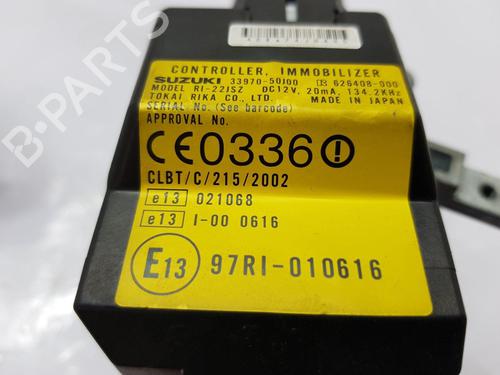 CONTROLLER, IMMOBILIZER
SUZUKI 33970-50J00 626408-000
MODEL RI-22JSZ DC12V, 20mA, 134.2KHz
TOKAI RIKA CO., LTD. MADE IN JAPAN
SERIAL No. (See barcode)
APPROVAL No.
CE0336
CLBT/C/215/2002
e13 021068
e13 I-00 0616
E13 97RI-010616
B-PARTS